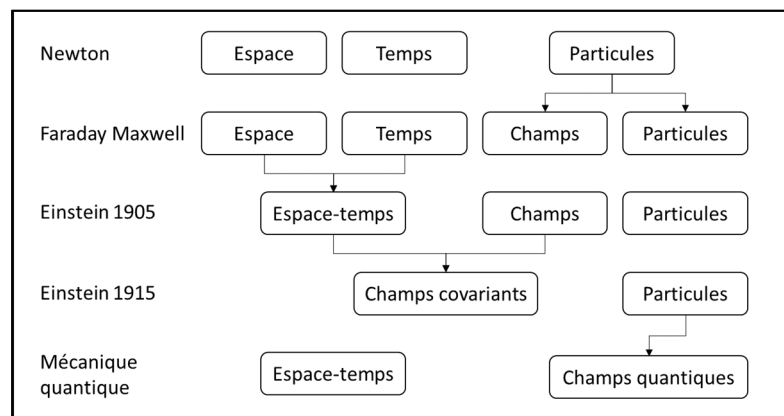 Newton
Espace
Temps
Particules
Faraday Maxwell
Espace
Temps
Champs
Particules
Einstein 1905
Espace-temps
Champs
Particules
Einstein 1915
Champs covariants
Particules
Mécanique
quantique
Espace-temps
Champs quantiques